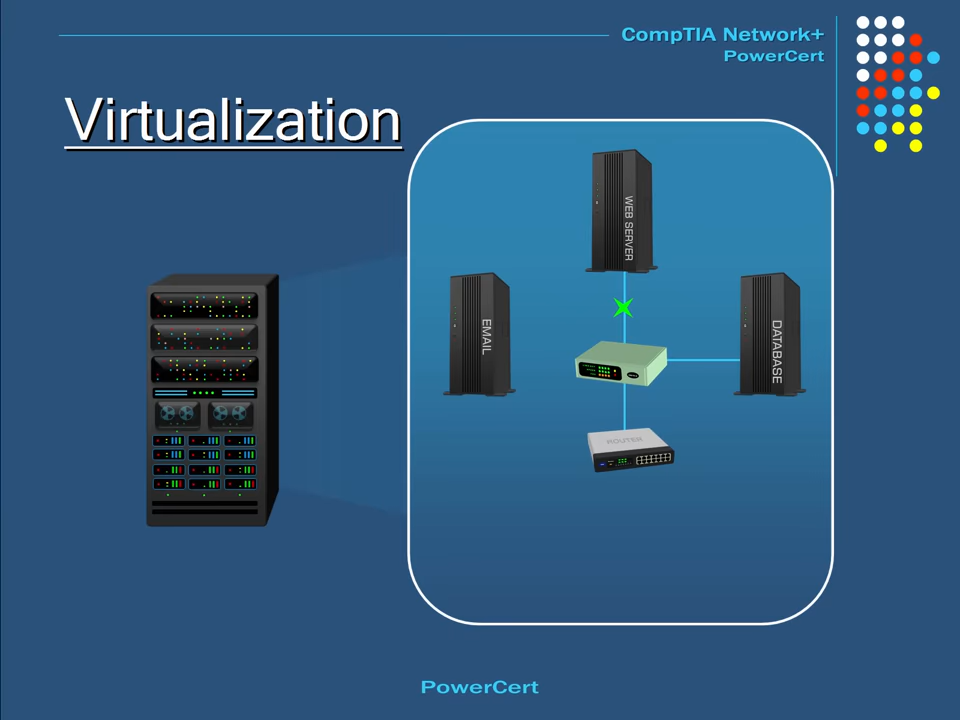 CompTIA Network+
PowerCert
Virtualization
WEB SERVER
EMAIL
DATABASE
ROUTER
PowerCert